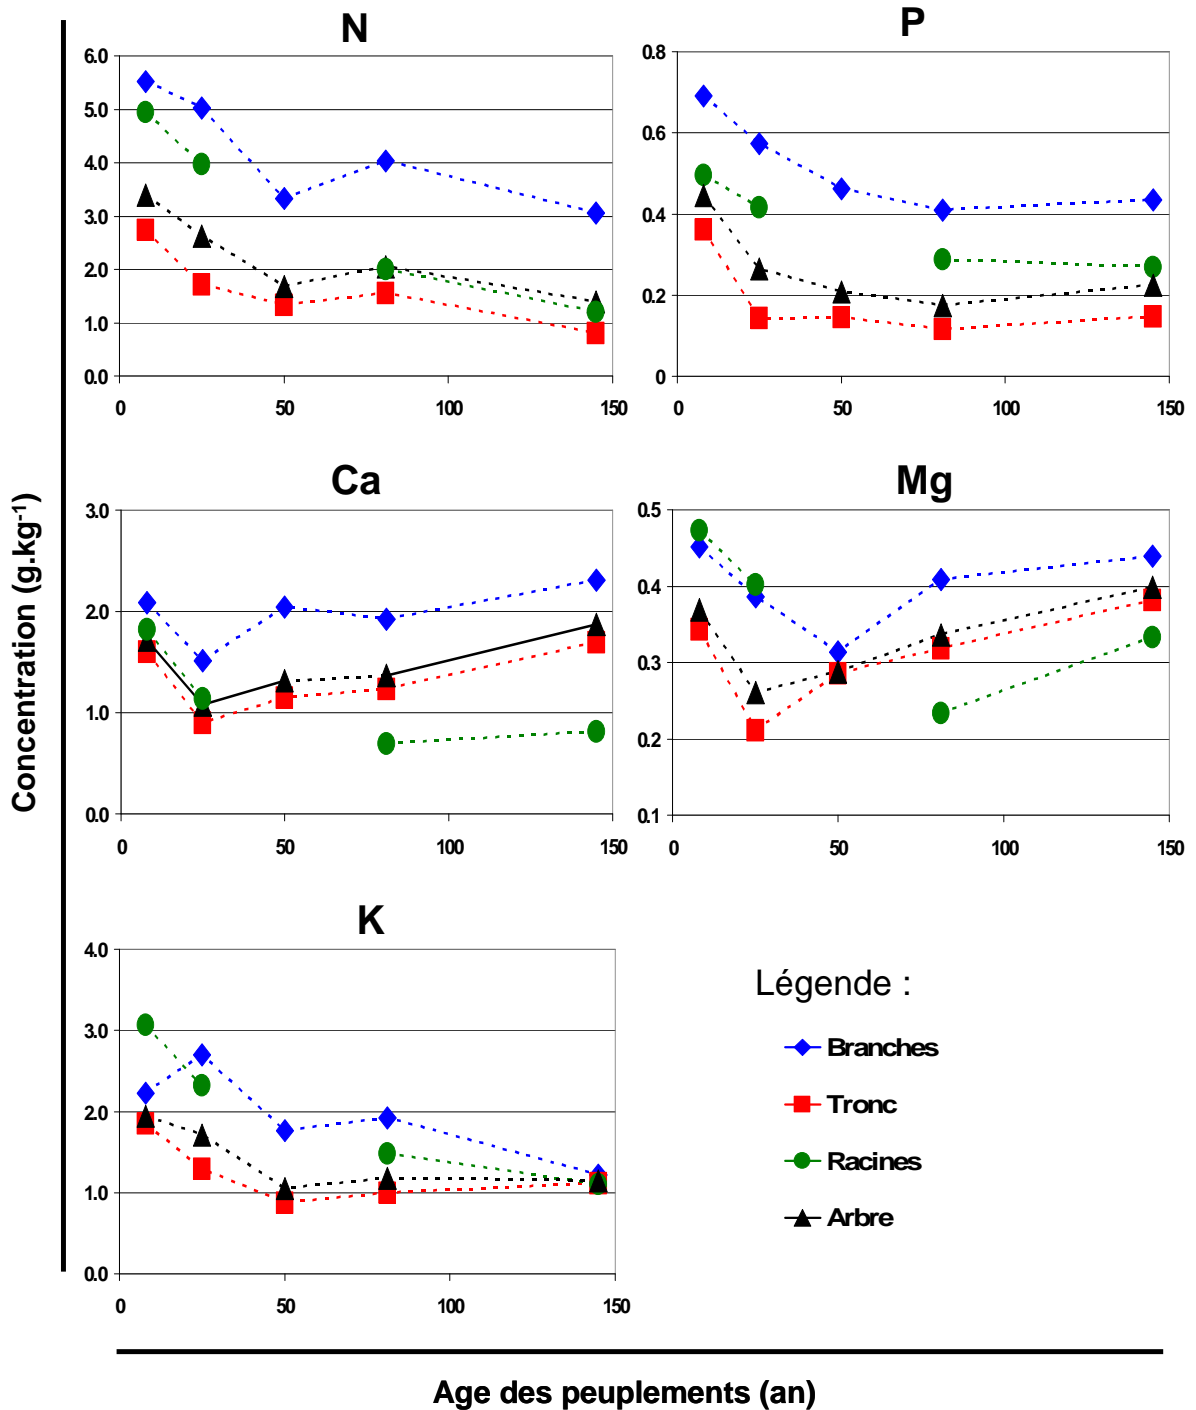 N
6.0
5.0
4.0
3.0
2.0
1.0
0.0
0 50 100 150
P
0.8
0.6
0.4
0.2
0
0 50 100 150
Concentration (g.kg⁻¹)
Ca
3.0
2.0
1.0
0.0
0 50 100 150
Mg
0.5
0.4
0.3
0.2
0.1
0 50 100 150
K
4.0
3.0
2.0
1.0
0.0
0 50 100 150
Légende :
Branches
Tronc
Racines
Arbre
Age des peuplements (an)